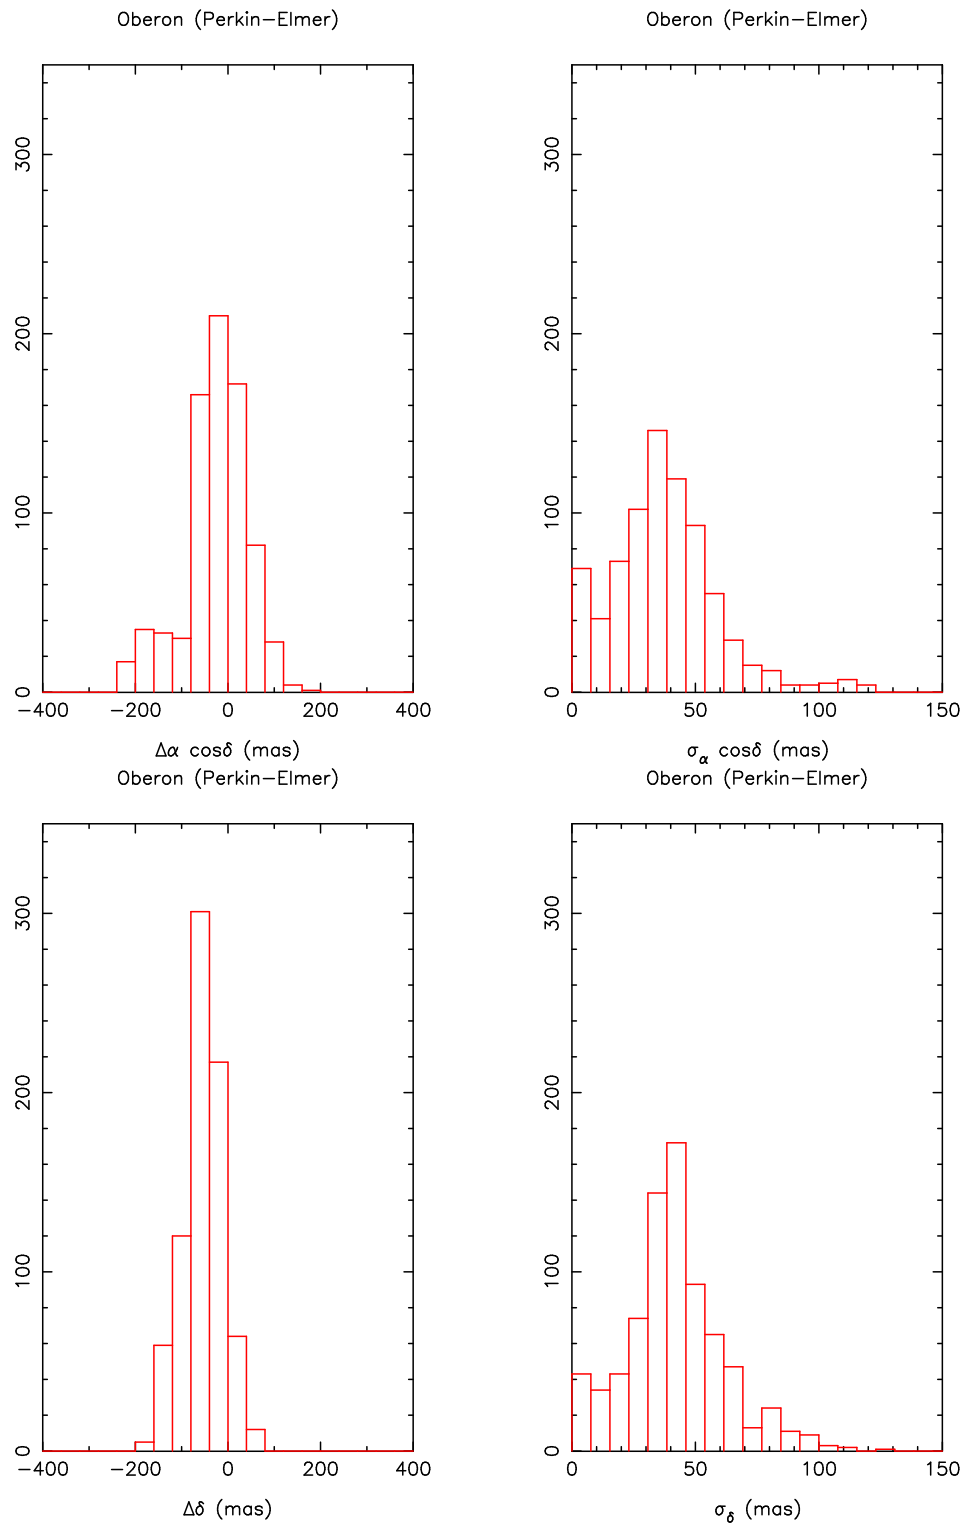 Oberon (Perkin−Elmer)
Oberon (Perkin−Elmer)
300
300
200
200
100
100
0
0
−400 −200 0 200 400
0 50 100 150
Δα cosδ (mas)
σα cosδ (mas)
Oberon (Perkin−Elmer)
Oberon (Perkin−Elmer)
300
300
200
200
100
100
0
0
−400 −200 0 200 400
0 50 100 150
Δδ (mas)
σδ (mas)